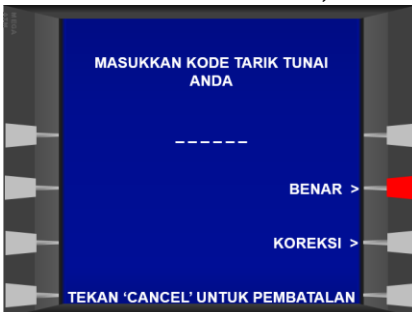 MASUKKAN KODE TARIK TUNAI
ANDA
------
BENAR >
KOREKSI >
TEKAN ‘CANCEL’ UNTUK PEMBATALAN